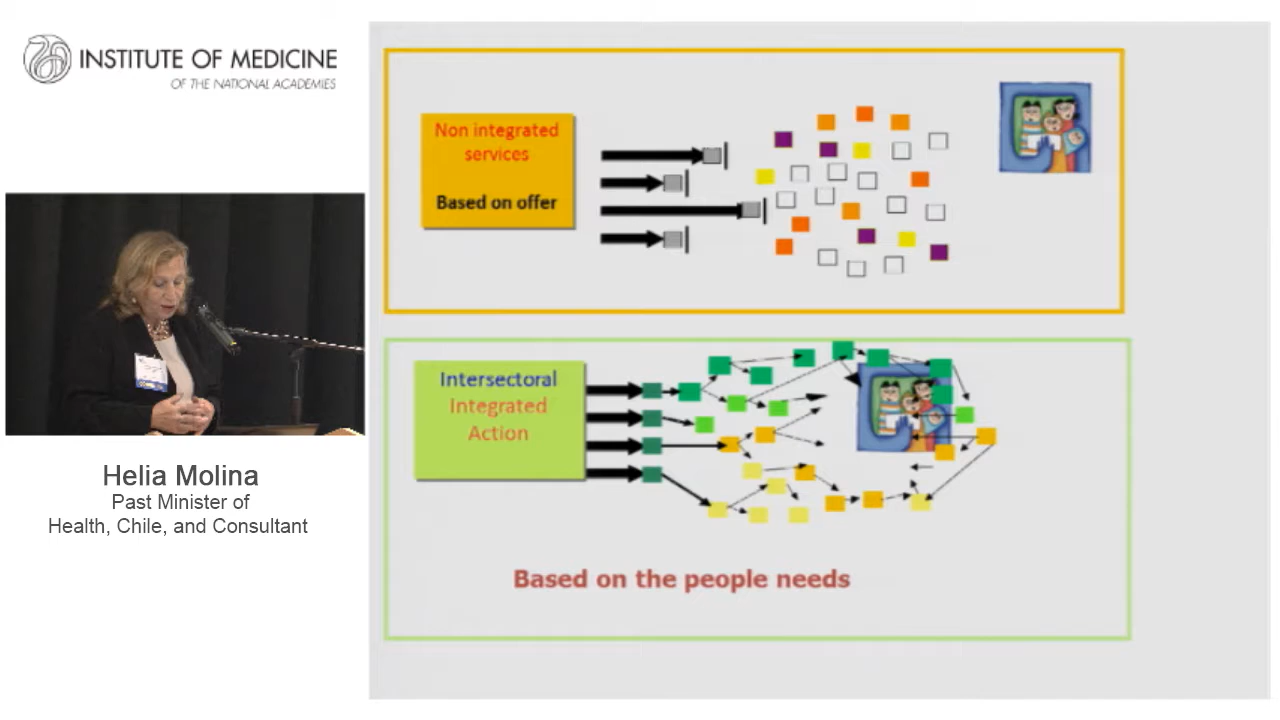 INSTITUTE OF MEDICINE
OF THE NATIONAL ACADEMIES
Helia Molina
Past Minister of
Health, Chile, and Consultant
Non integrated
services
Based on offer
Intersectoral
Integrated
Action
Based on the people needs